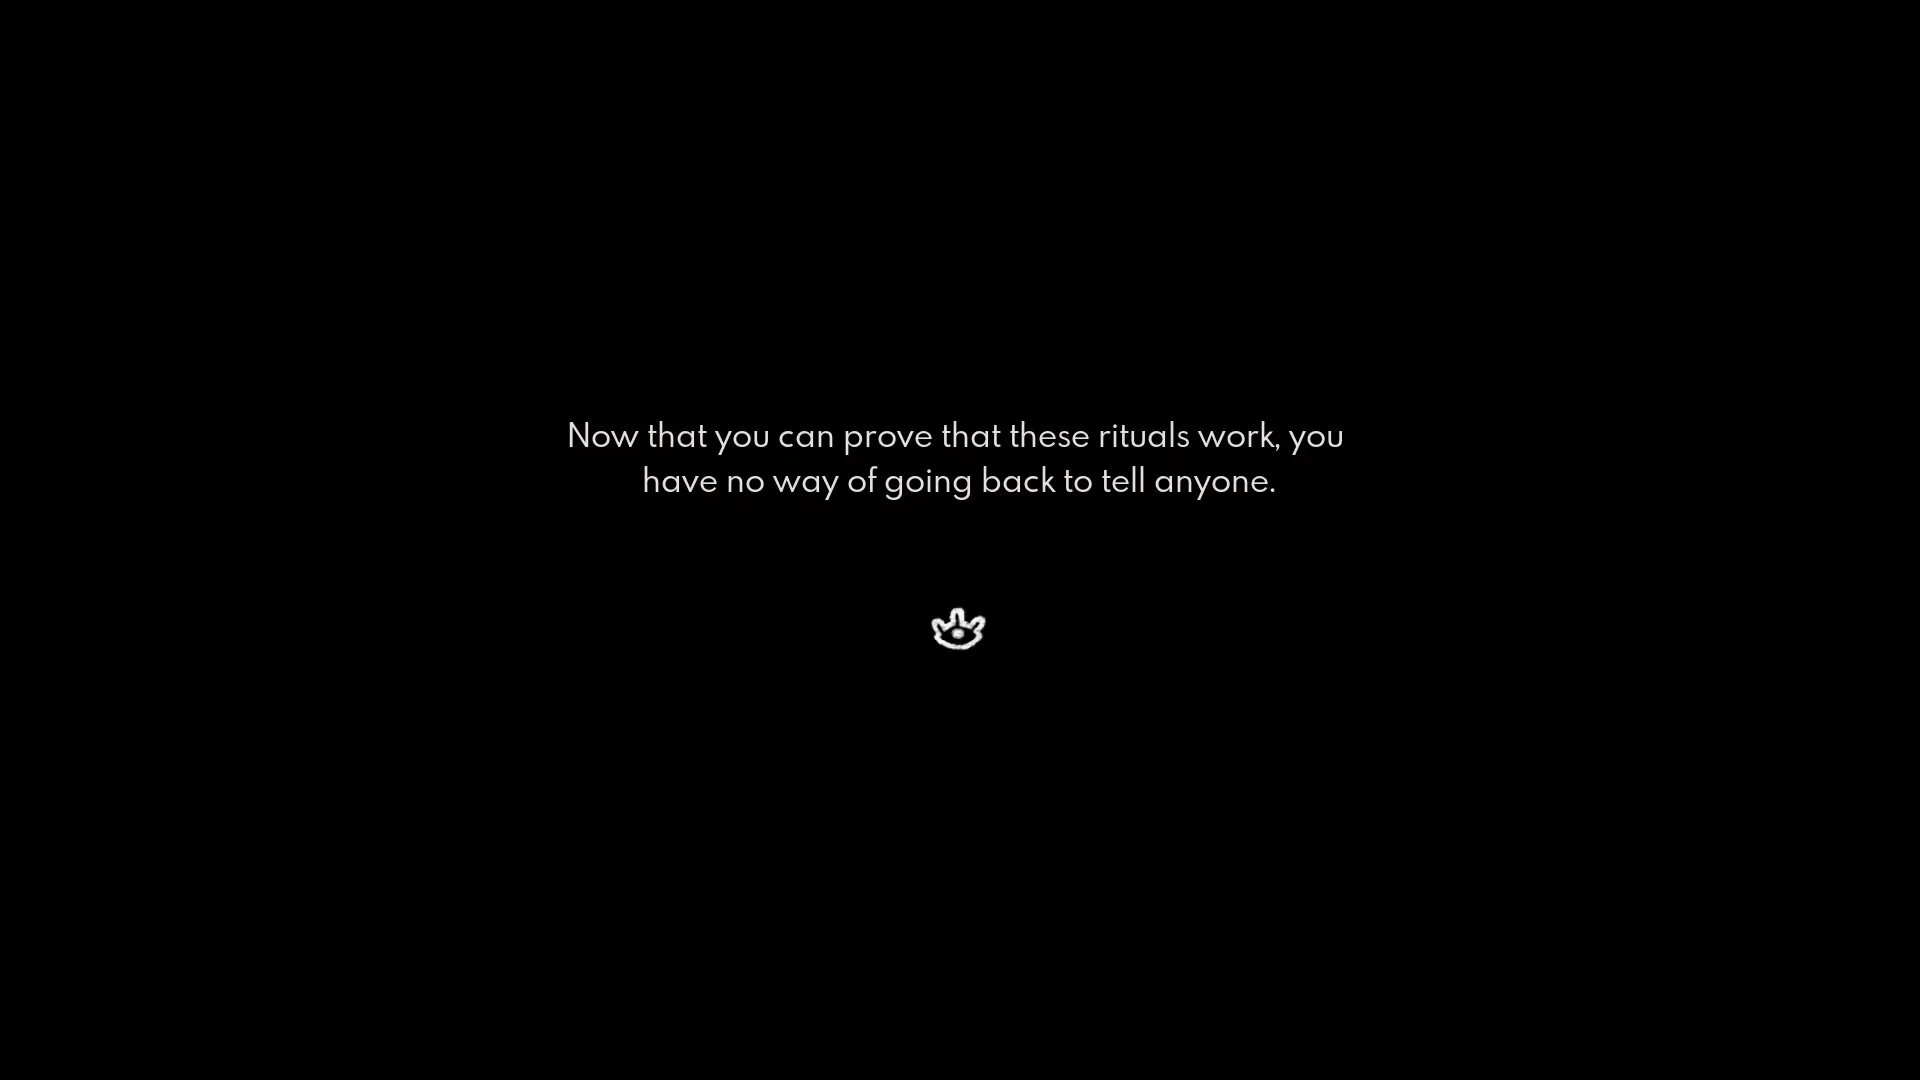 Now that you can prove that these rituals work, you
have no way of going back to tell anyone.